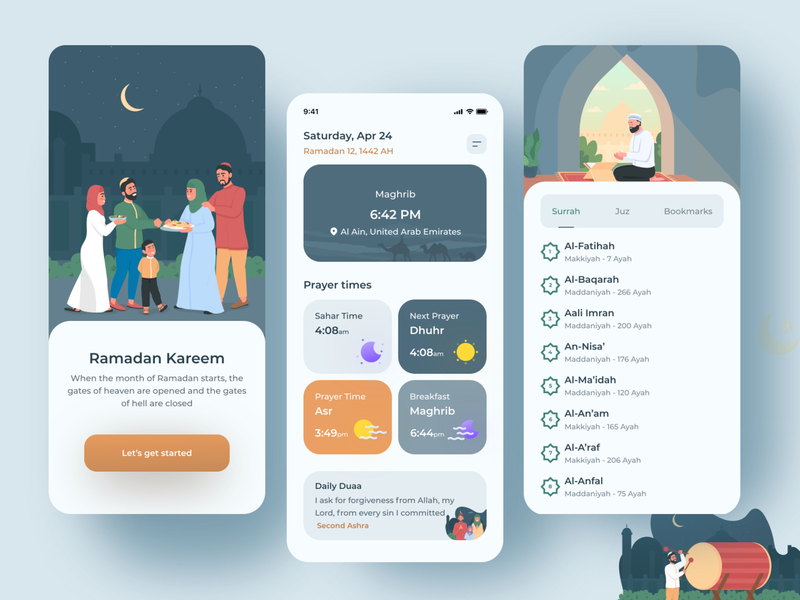 Ramadan Kareem
When the month of Ramadan starts, the
gates of heaven are opened and the gates
of hell are closed
Let's get started
9:41
Saturday, Apr 24
Ramadan 12, 1442 AH
Maghrib
6:42 PM
Al Ain, United Arab Emirates
Prayer times
Sahar Time
4:08am
Next Prayer
Dhuhr
4:08am
Prayer Time
Asr
3:49pm
Breakfast
Maghrib
6:44pm
Daily Duaa
I ask for forgiveness from Allah, my
Lord, from every sin I committed
Second Ashra
Surrah Juz Bookmarks
1 Al-Fatihah
Makkiyah - 7 Ayah
2 Al-Baqarah
Maddaniyah - 266 Ayah
3 Aali Imran
Maddaniyah - 200 Ayah
4 An-Nisa'
Maddaniyah - 176 Ayah
5 Al-Ma'idah
Maddaniyah - 120 Ayah
6 Al-An'am
Makkiyah - 165 Ayah
7 Al-A'raf
Maddaniyah - 206 Ayah
8 Al-Anfal
Maddaniyah - 75 Ayah